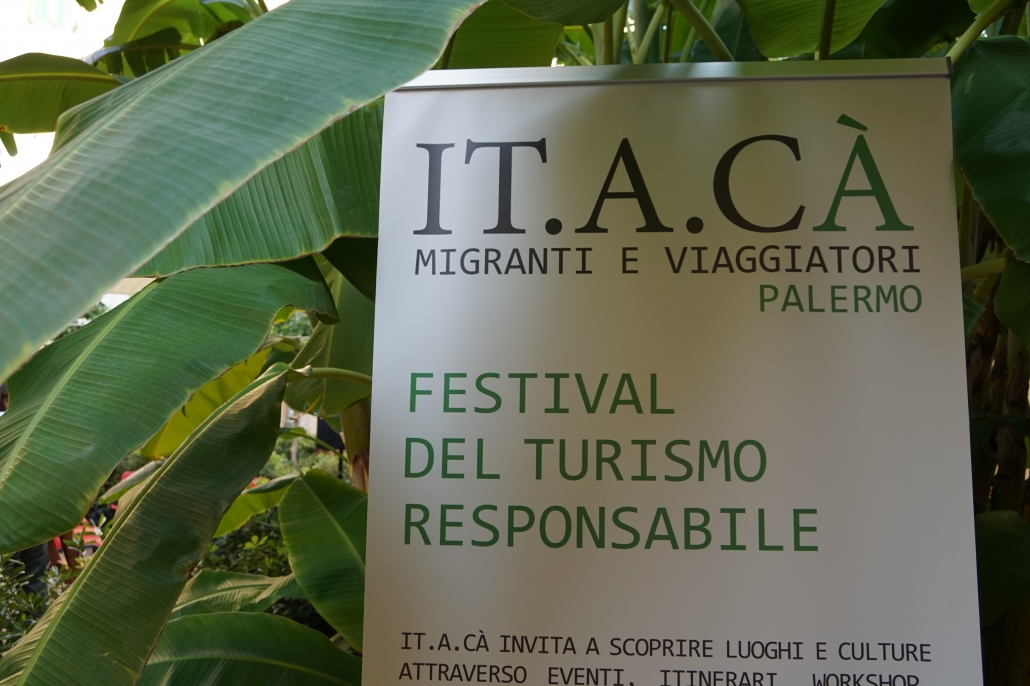 IT.A.CÀ
MIGRANTI E VIAGGIATORI
PALERMO
FESTIVAL
DEL TURISMO
RESPONSABILE
IT.A.CÀ INVITA A SCOPRIRE LUOGHI E CULTURE
ATTRAVERSO EVENTI, ITINERARI, WORKSHOP,